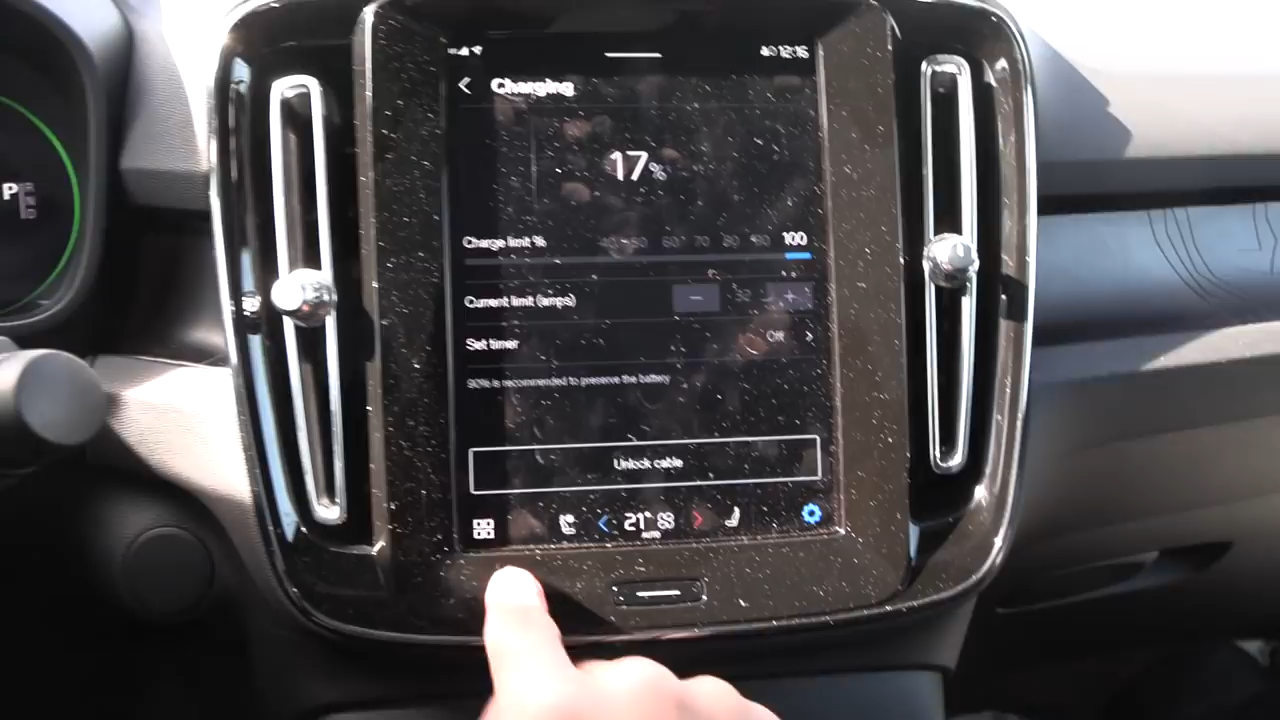 12:15
Charging
17%
Charge limit % 40 50 60 70 80 90 100
Current limit (amps) − 32 +
Set timer Off
90% is recommended to preserve the battery
Unlock cable
21°
AUTO
P